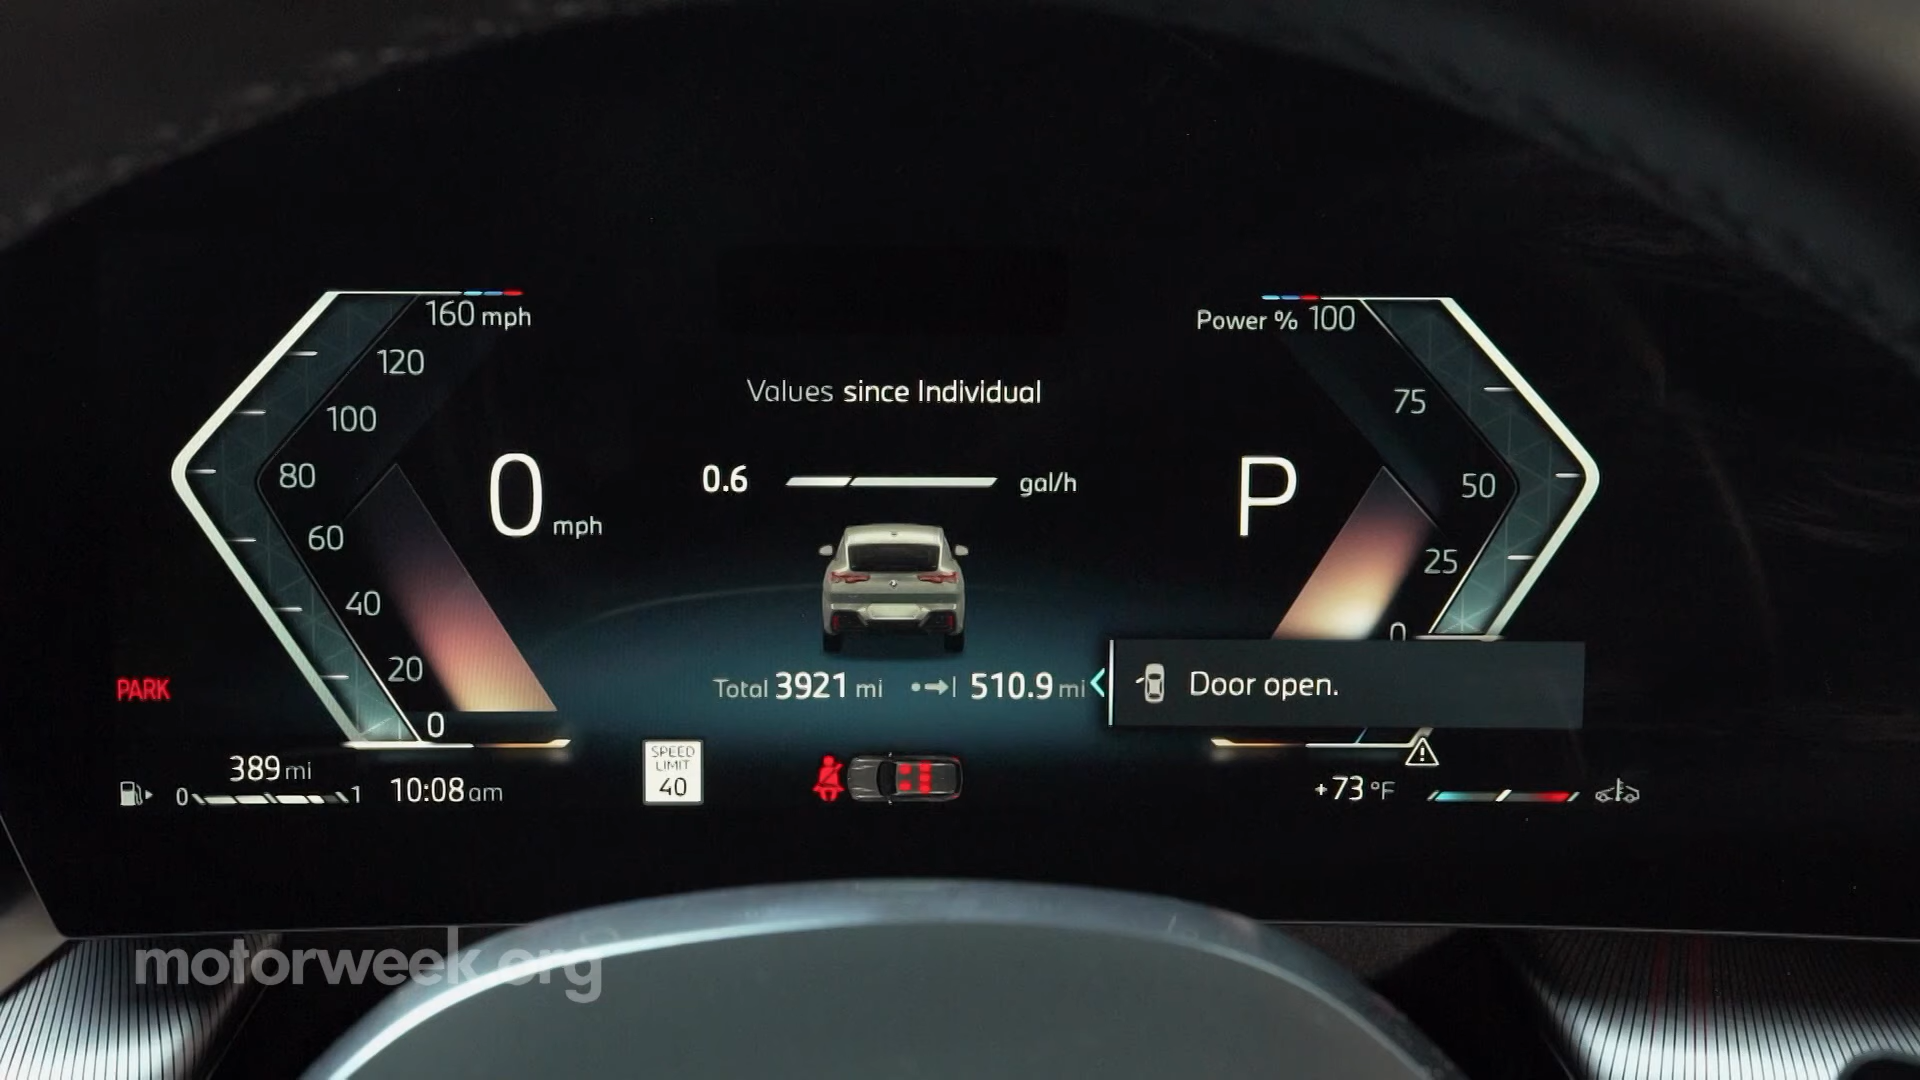 160 mph
120
100
80
60
40
20
0
0 mph
Values since Individual
0.6 gal/h
Total 3921 mi 510.9 mi
Power % 100
75
50
25
0
P
Door open.
PARK
389 mi
0 1
10:08 am
SPEED
LIMIT
40
+73 °F
motorweek.org